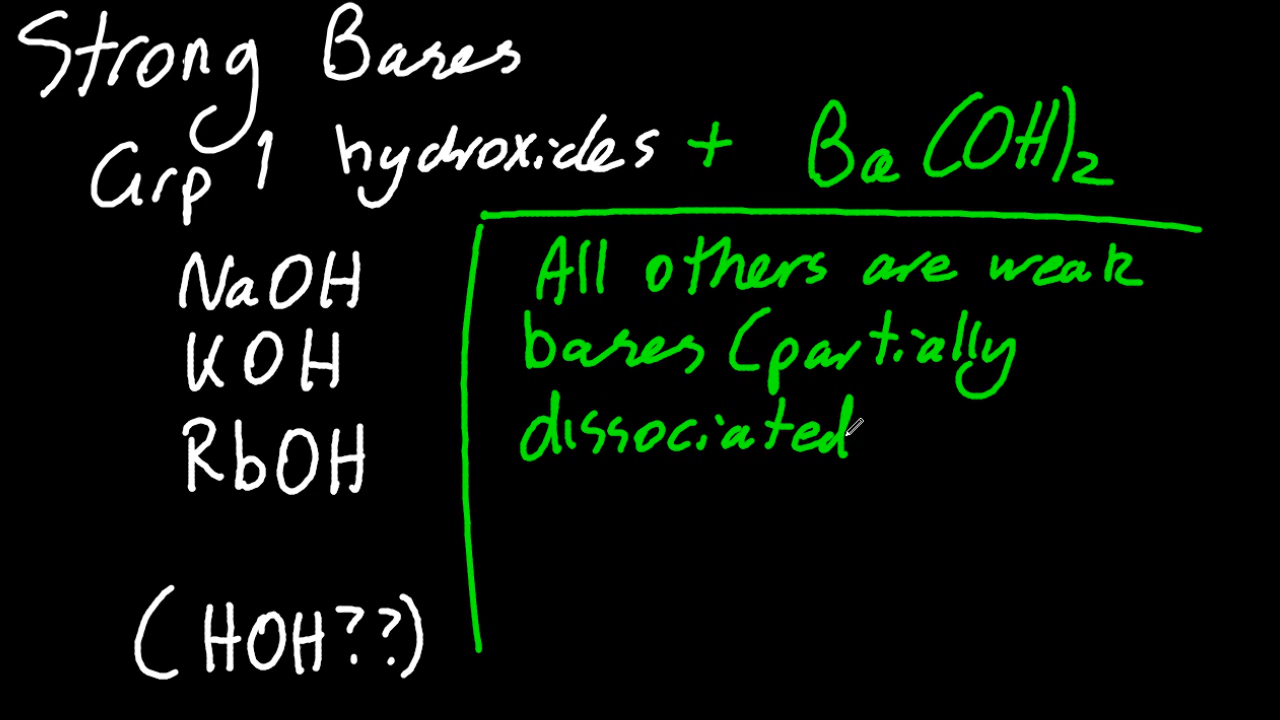 Strong Bases
Grp 1 hydroxides + Ba(OH)2
NaOH
KOH
RbOH
(HOH??)
All others are weak
bases (partially
dissociated